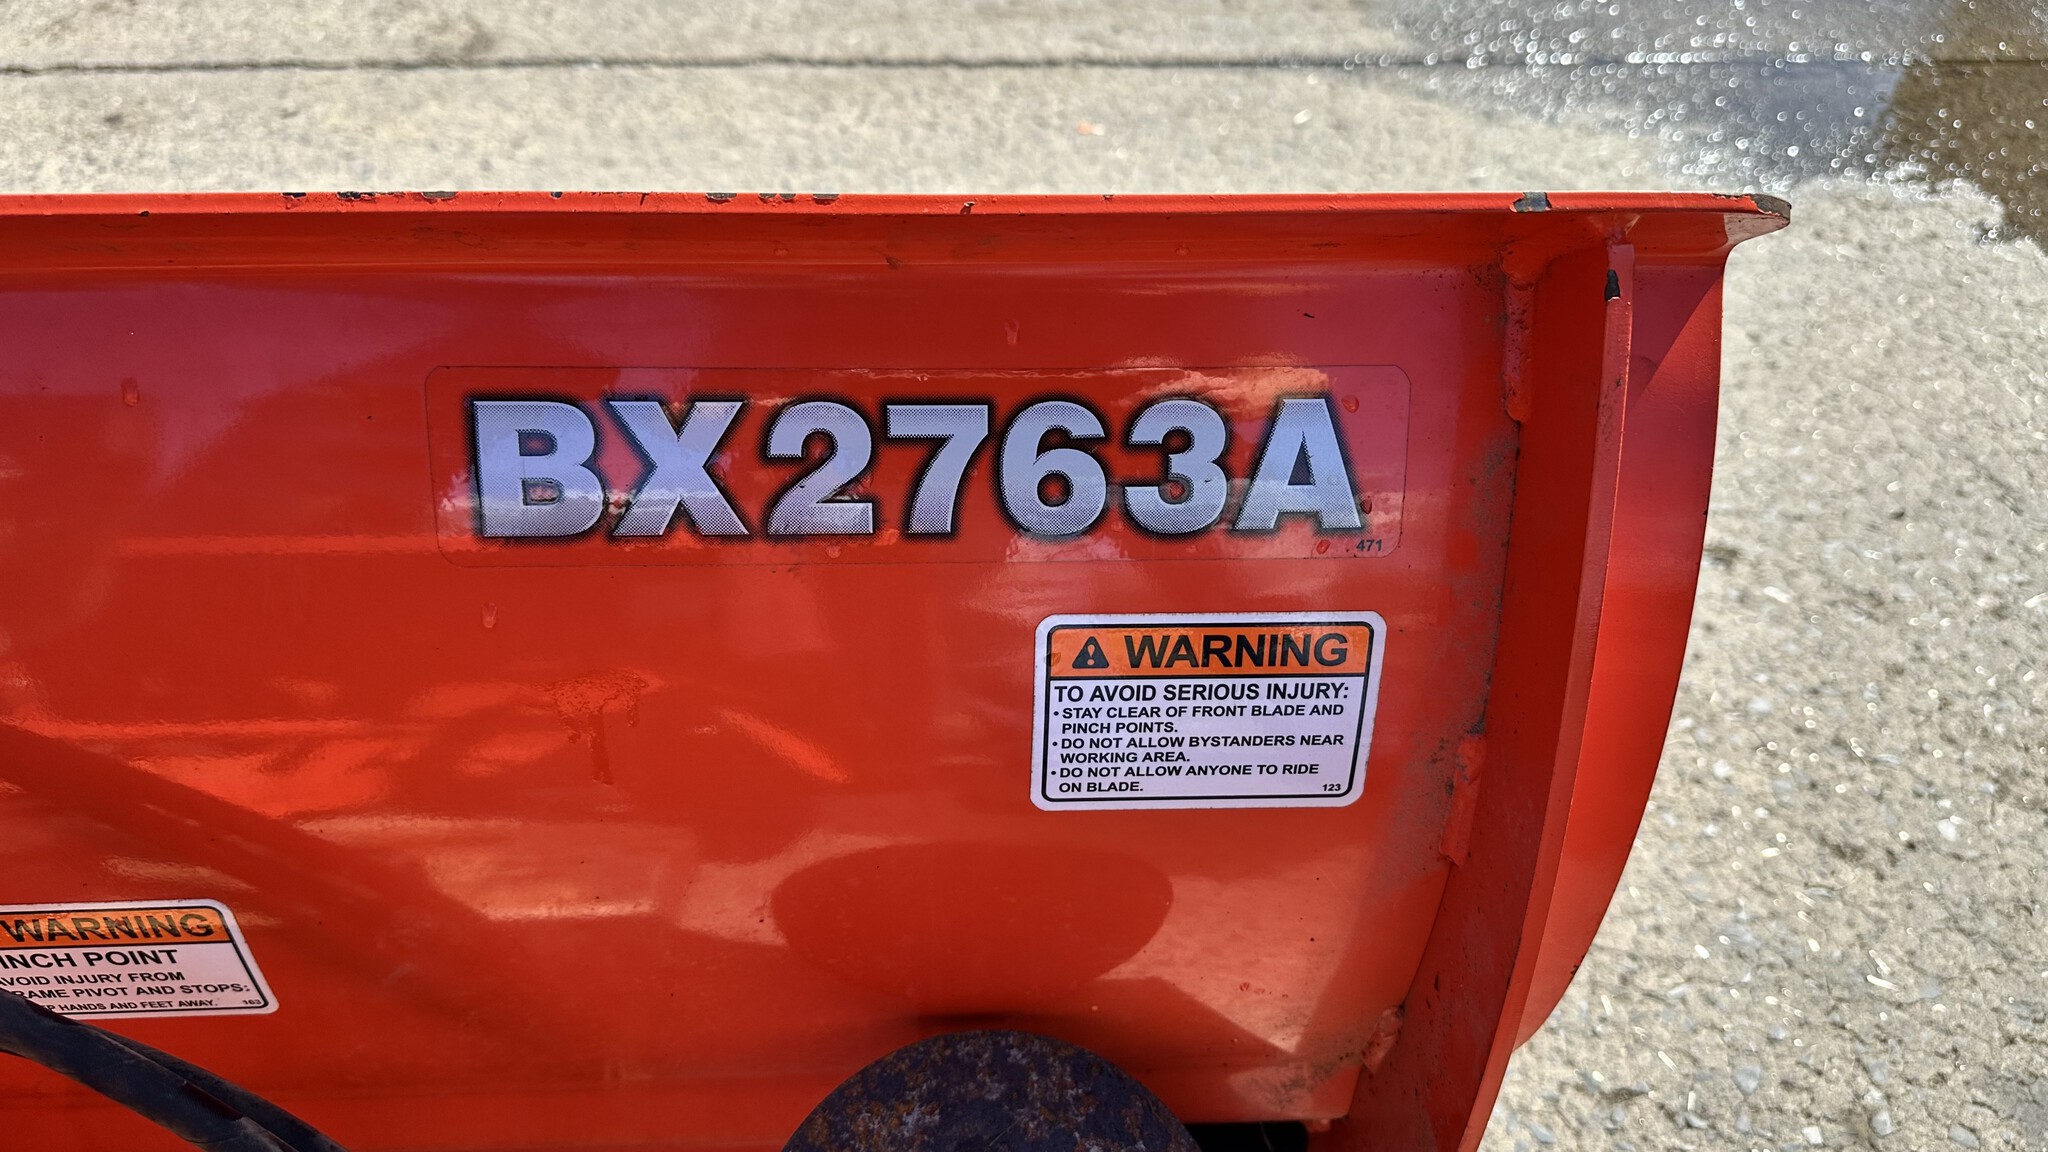 BX2763A
471
WARNING
TO AVOID SERIOUS INJURY:
• STAY CLEAR OF FRONT BLADE AND
PINCH POINTS.
• DO NOT ALLOW BYSTANDERS NEAR
WORKING AREA.
• DO NOT ALLOW ANYONE TO RIDE
ON BLADE.
123
WARNING
INCH POINT
AVOID INJURY FROM
RAME PIVOT AND STOPS:
P HANDS AND FEET AWAY.
163